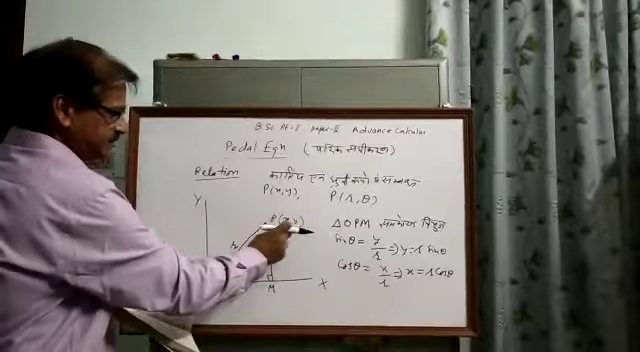 B.Sc. Pt-I Paper-II Advance Calculus
Pedal Eqn (पदिक समीकरण)
Relation कार्तीय एवं ध्रुवीय रूपों में सम्बन्ध
P(x,y) P(r,θ)
Y
P(x,y)
r
M
X
ΔOPM समकोण त्रिभुज
Sinθ = y/r ⇒ y = r Sinθ
Cosθ = x/r ⇒ x = r Cosθ